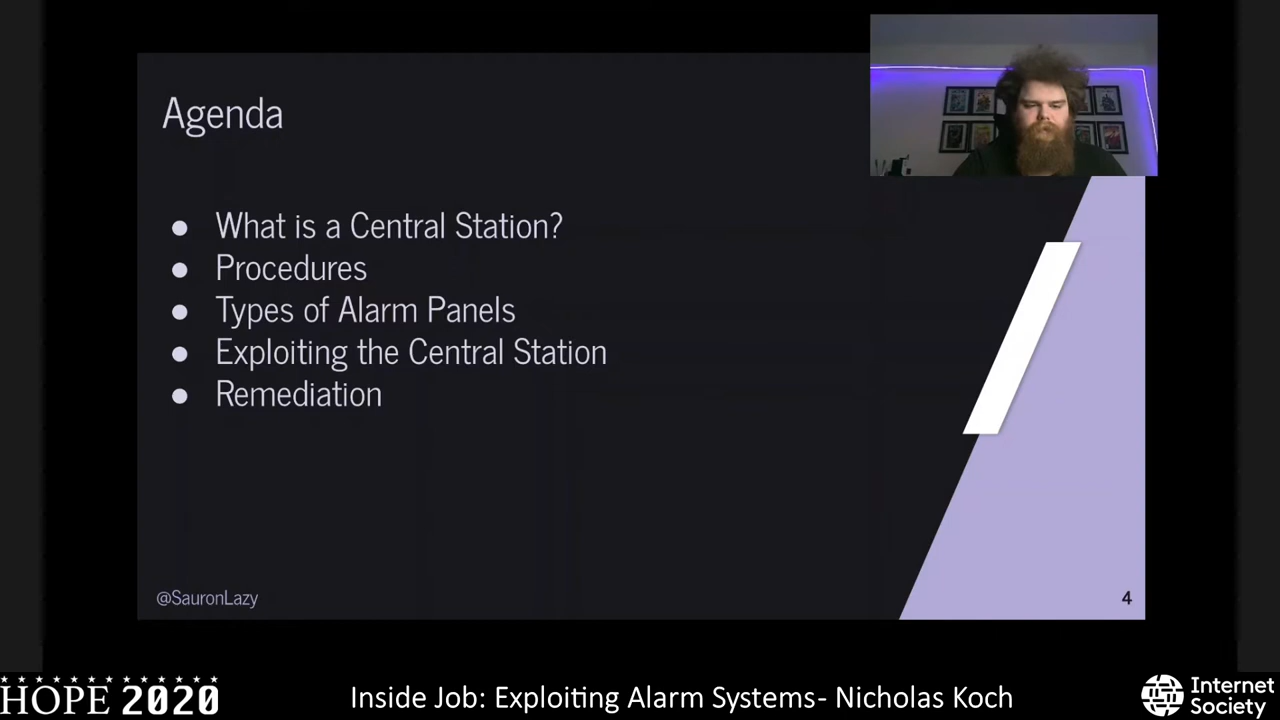 Agenda
● What is a Central Station?
● Procedures
● Types of Alarm Panels
● Exploiting the Central Station
● Remediation
@SauronLazy
4
HOPE 2020
Inside Job: Exploiting Alarm Systems- Nicholas Koch
Internet
Society